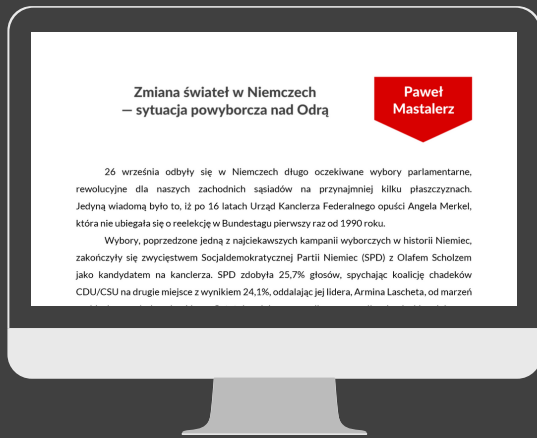 Zmiana świateł w Niemczech
— sytuacja powyborcza nad Odrą
Paweł
Mastalerz
26 września odbyły się w Niemczech długo oczekiwane wybory parlamentarne,
rewolucyjne dla naszych zachodnich sąsiadów na przynajmniej kilku płaszczyznach.
Jedyną wiadomą było to, iż po 16 latach Urząd Kanclerza Federalnego opuści Angela Merkel,
która nie ubiegała się o reelekcję w Bundestagu pierwszy raz od 1990 roku.
Wybory, poprzedzone jedną z najciekawszych kampanii wyborczych w historii Niemiec,
zakończyły się zwycięstwem Socjaldemokratycznej Partii Niemiec (SPD) z Olafem Scholzem
jako kandydatem na kanclerza. SPD zdobyła 25,7% głosów, spychając koalicję chadeków
CDU/CSU na drugie miejsce z wynikiem 24,1%, oddalając jej lidera, Armina Lascheta, od marzeń